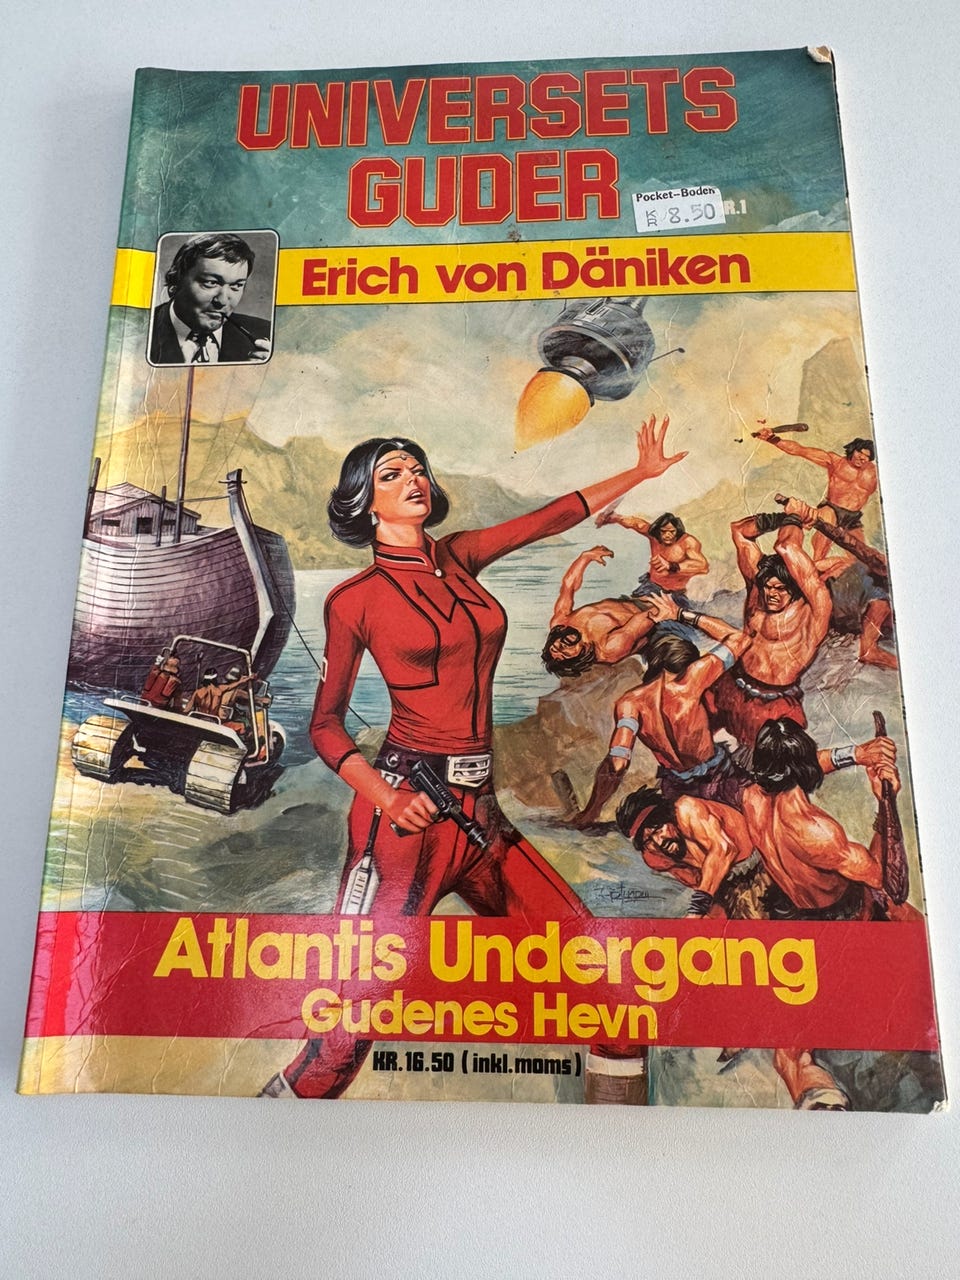 UNIVERSETS
GUDER
Pocket-Boden
KR 8.50
R.1
Erich von Däniken
Atlantis Undergang
Gudenes Hevn
KR. 16.50 (inkl. moms)